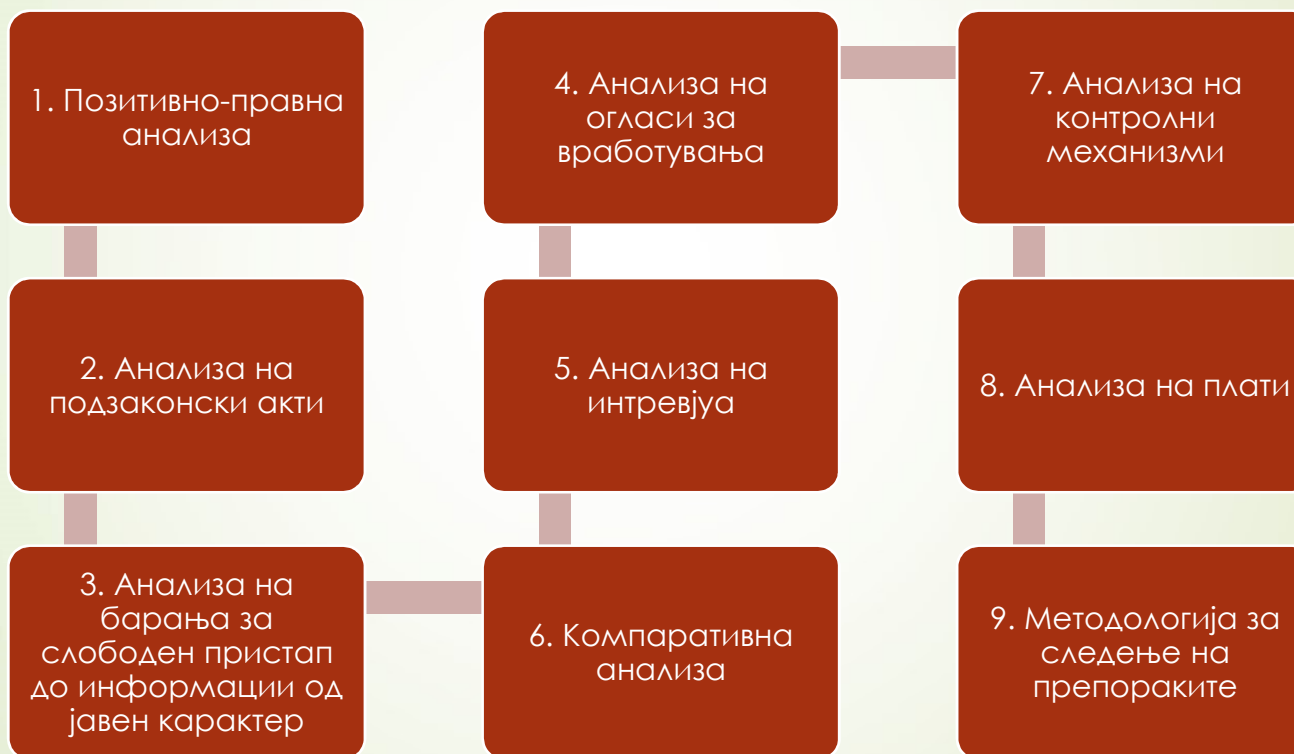 1. Позитивно-правна
анализа
2. Анализа на
подзаконски акти
3. Анализа на
барања за
слободен пристап
до информации од
јавен карактер
4. Анализа на
огласи за
вработувања
5. Анализа на
интревјуа
6. Компаративна
анализа
7. Анализа на
контролни
механизми
8. Анализа на плати
9. Методологија за
следење на
препораките